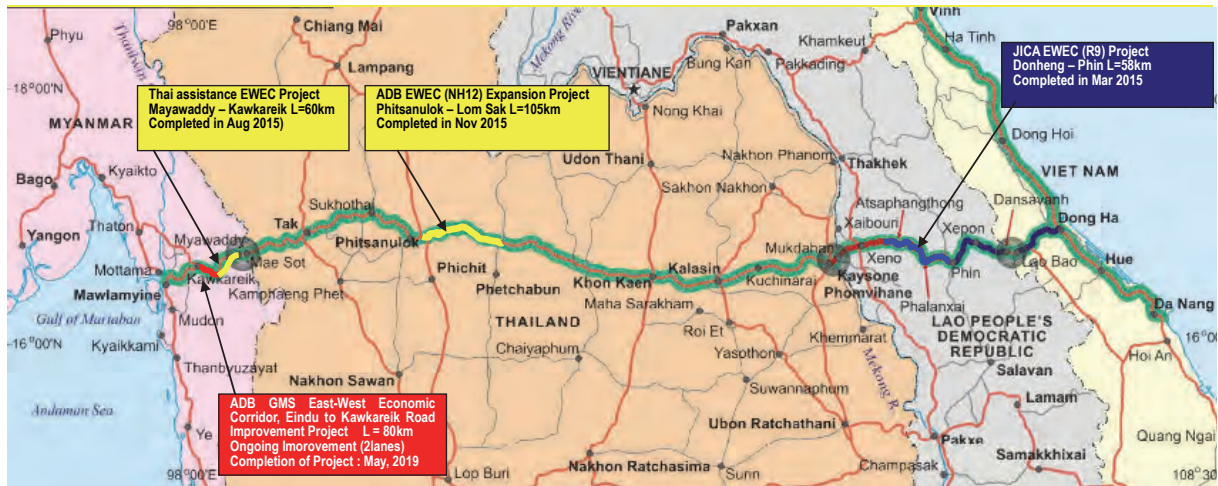 98°00'E
Vinh
Phyu
Thanlwin
Chiang Mai
Mekong River
Pakxan
Ha Tinh
Khamkeut
Lampang
Bung Kan
Pakkading
JICA EWEC (R9) Project
Donheng – Phin L=58km
Completed in Mar 2015
18°00'N
VIENTIANE
Thai assistance EWEC Project
Mayawaddy – Kawkareik L=60km
Completed in Aug 2015)
ADB EWEC (NH12) Expansion Project
Phitsanulok – Lom Sak L=105km
Completed in Nov 2015
Nong Khai
MYANMAR
Dong Hoi
Kyaikto
Udon Thani
Nakhon Phanom
Thakhek
Bago
VIET NAM
Sakhon Nakhon
Atsaphangthong
Dansavanh
Sukhothai
Thaton
Tak
Xaibouri
Xepon
Dong Ha
Yangon
Myawaddy
Phitsanulok
Mukdahan
Xeno
Mae Sot
Lao Bao
Mottama
Kawkareik
Phichit
Kalasin
Kaysone
Phomvihane
Phin
Hue
Mawlamyine
Kamphaeng Phet
Phetchabun
Khon Kaen
Kuchinarai
Phalanxai
Maha Sarakham
Da Nang
Gulf of Martaban
Mudon
THAILAND
Roi Et
Khemmarat
LAO PEOPLE'S
DEMOCRATIC
REPUBLIC
16°00'N
Kyaikkami
Chaiyaphum
Yasothon
Mekong R.
16°00'
Hoi An
Thanbyuzayat
Nakhon Sawan
Suwannaphum
Salavan
Andaman Sea
ADB GMS East-West Economic
Corridor, Eindu to Kawkareik Road
Improvement Project L = 80km
Ongoing Imorovement (2lanes)
Completion of Project : May, 2019
Lamam
Ye
Ubon Ratchathani
Pakxe
Quang Ngai
Nakhon Ratchasima
Samakkhixai
98°00'E
Lop Buri
Surin
Champasak
108°30'